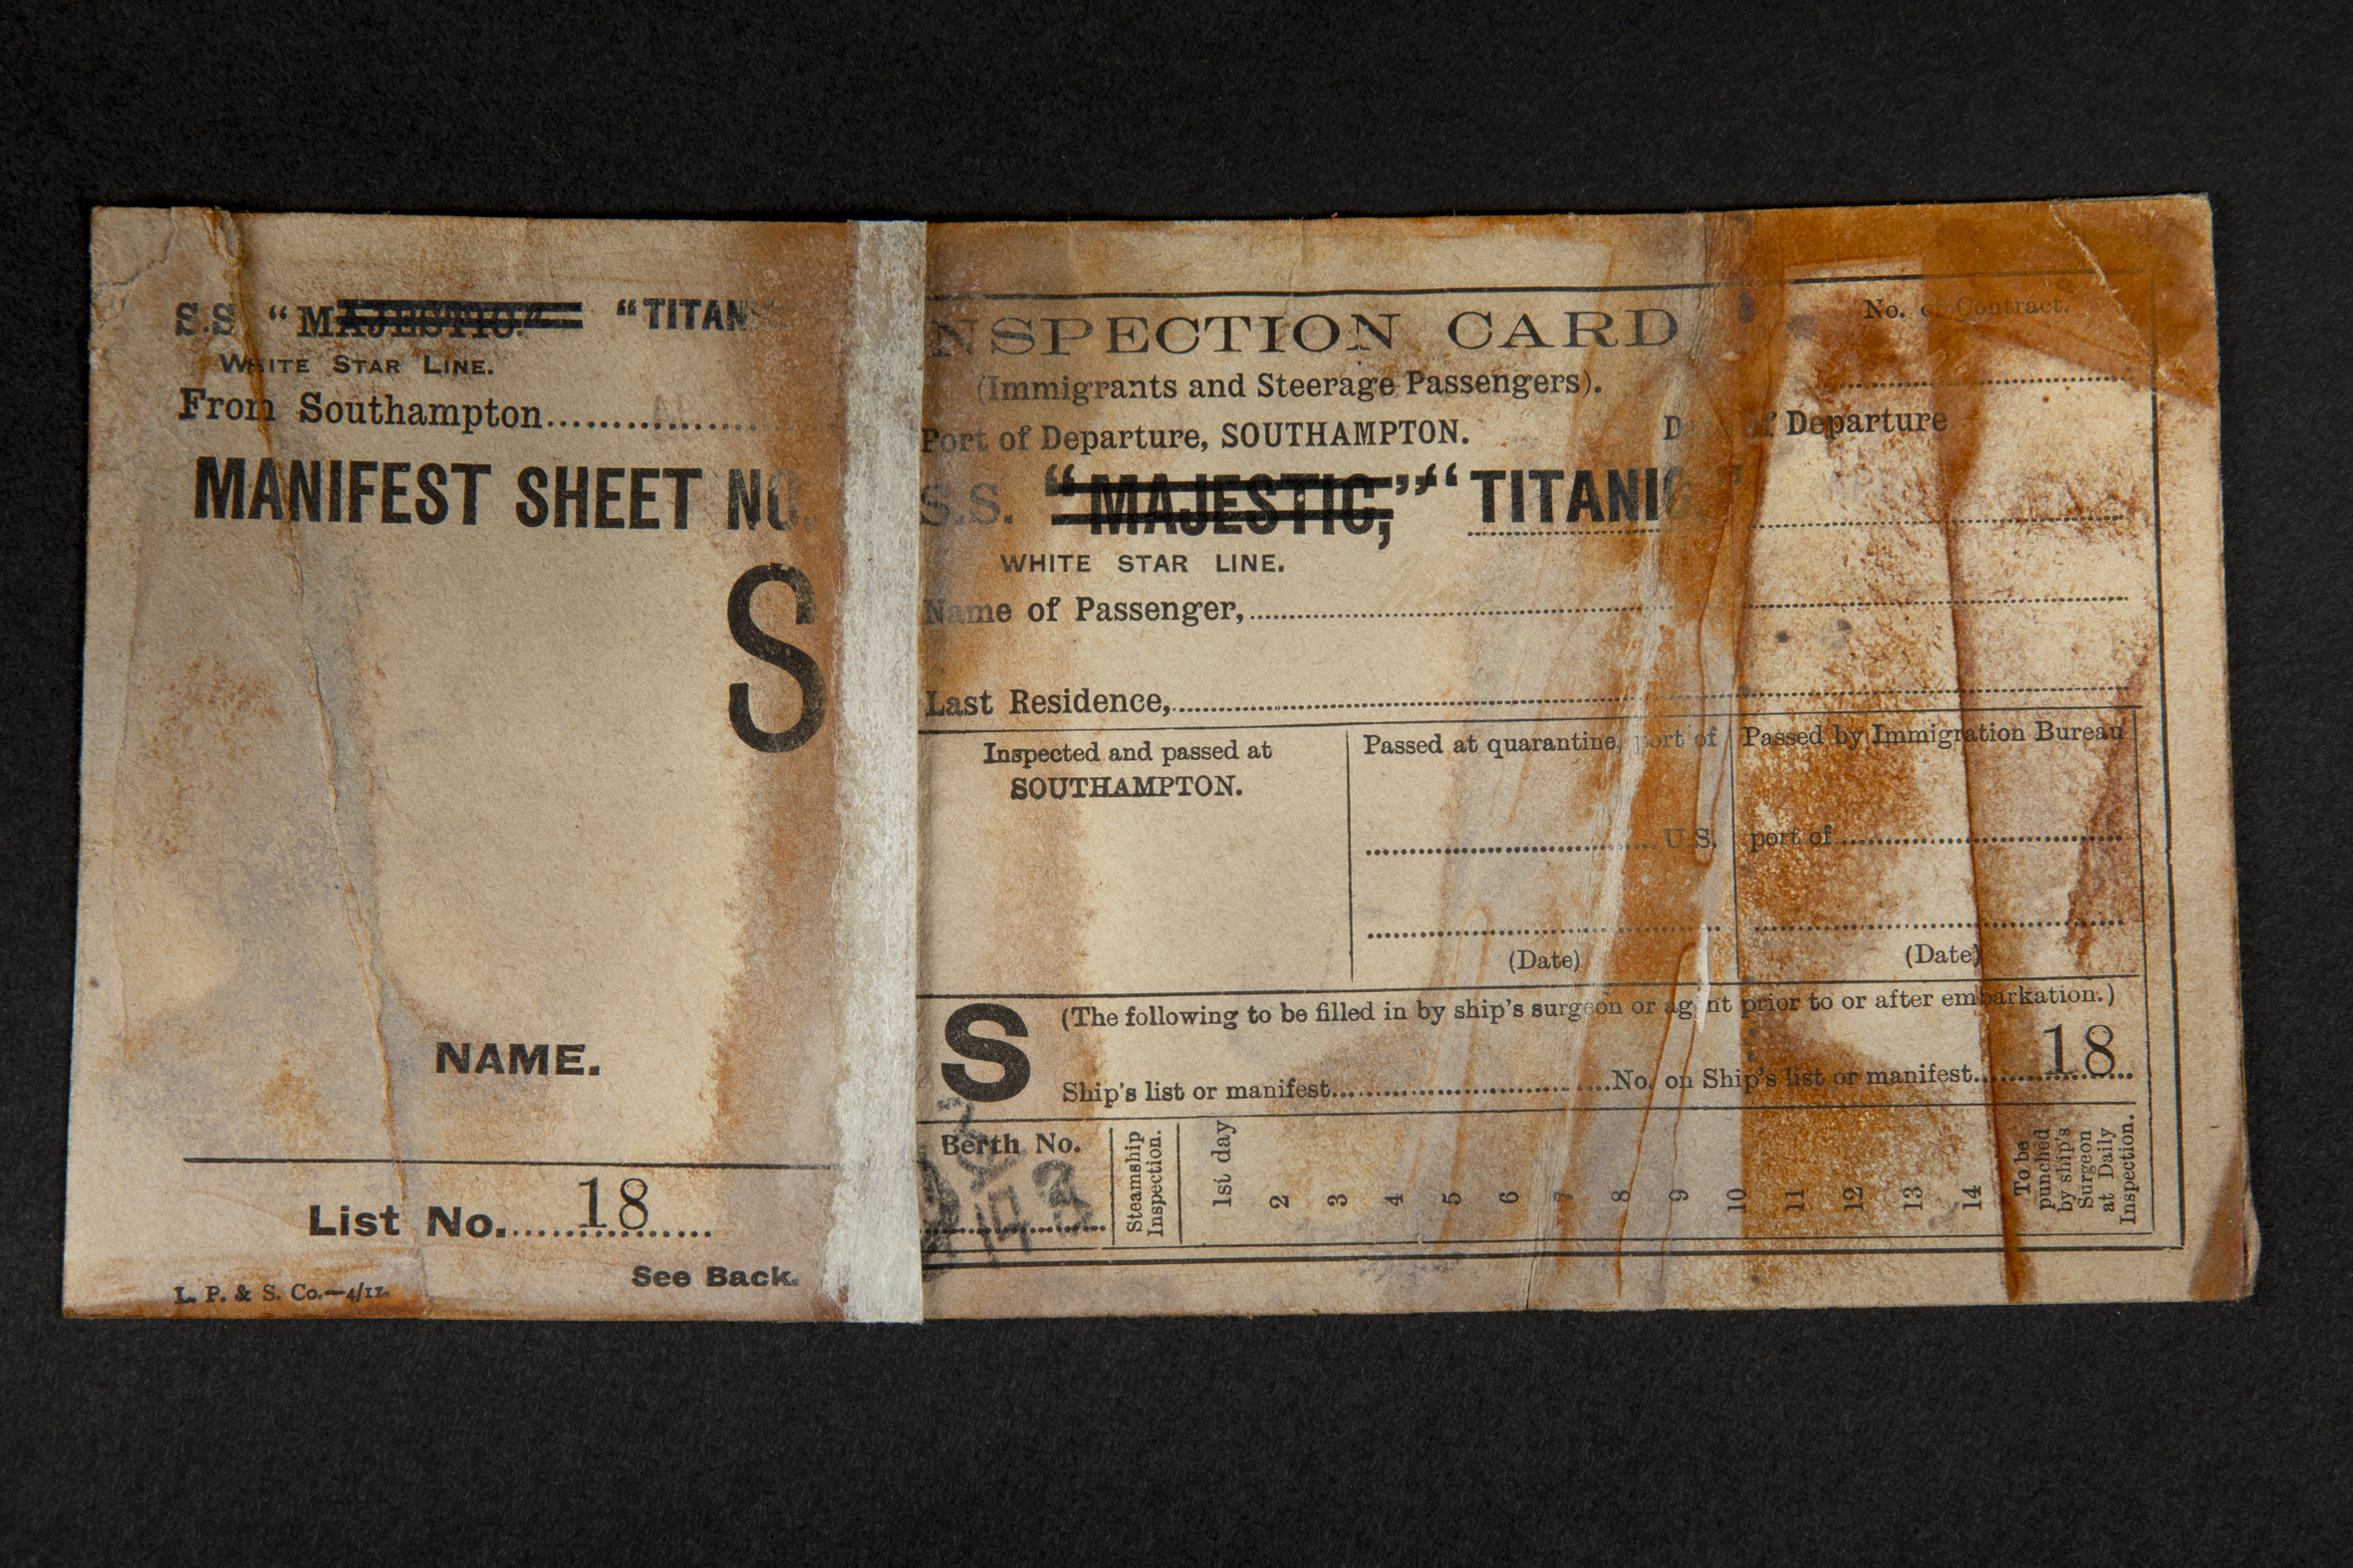 S.S. "MAJESTIC." "TITAN
WHITE STAR LINE.
From Southampton
MANIFEST SHEET NO.
S
NAME.
List No. 18
See Back.
L. P. & S. Co.—4/12.
NSPECTION CARD
(Immigrants and Steerage Passengers).
No. of Contract.
Port of Departure, SOUTHAMPTON.
of Departure
S.S. "MAJESTIC," "TITANIC"
WHITE STAR LINE.
Name of Passenger,
Last Residence,
Inspected and passed at
SOUTHAMPTON.
Passed at quarantine, port of
U.S.
(Date)
Passed by Immigration Bureau
port of
(Date)
S
(The following to be filled in by ship's surgeon or agent prior to or after embarkation.)
Ship's list or manifest No. on Ship's list or manifest 18
Berth No.
Steamship
Inspection.
1st day 2 3 4 5 6 7 8 9 10 11 12 13 14
To be
punched
by ship's
Surgeon
at Daily
Inspection.